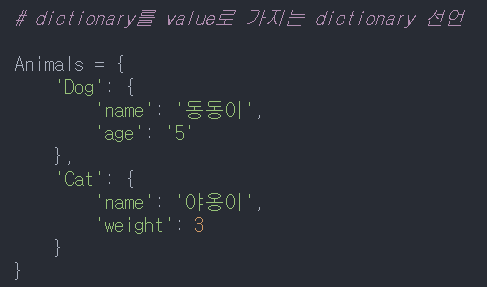 # dictionary를 value로 가지는 dictionary 선언
Animals = {
    'Dog': {
        'name': '동동이',
        'age': '5'
    },
    'Cat': {
        'name': '야옹이',
        'weight': 3
    }
}